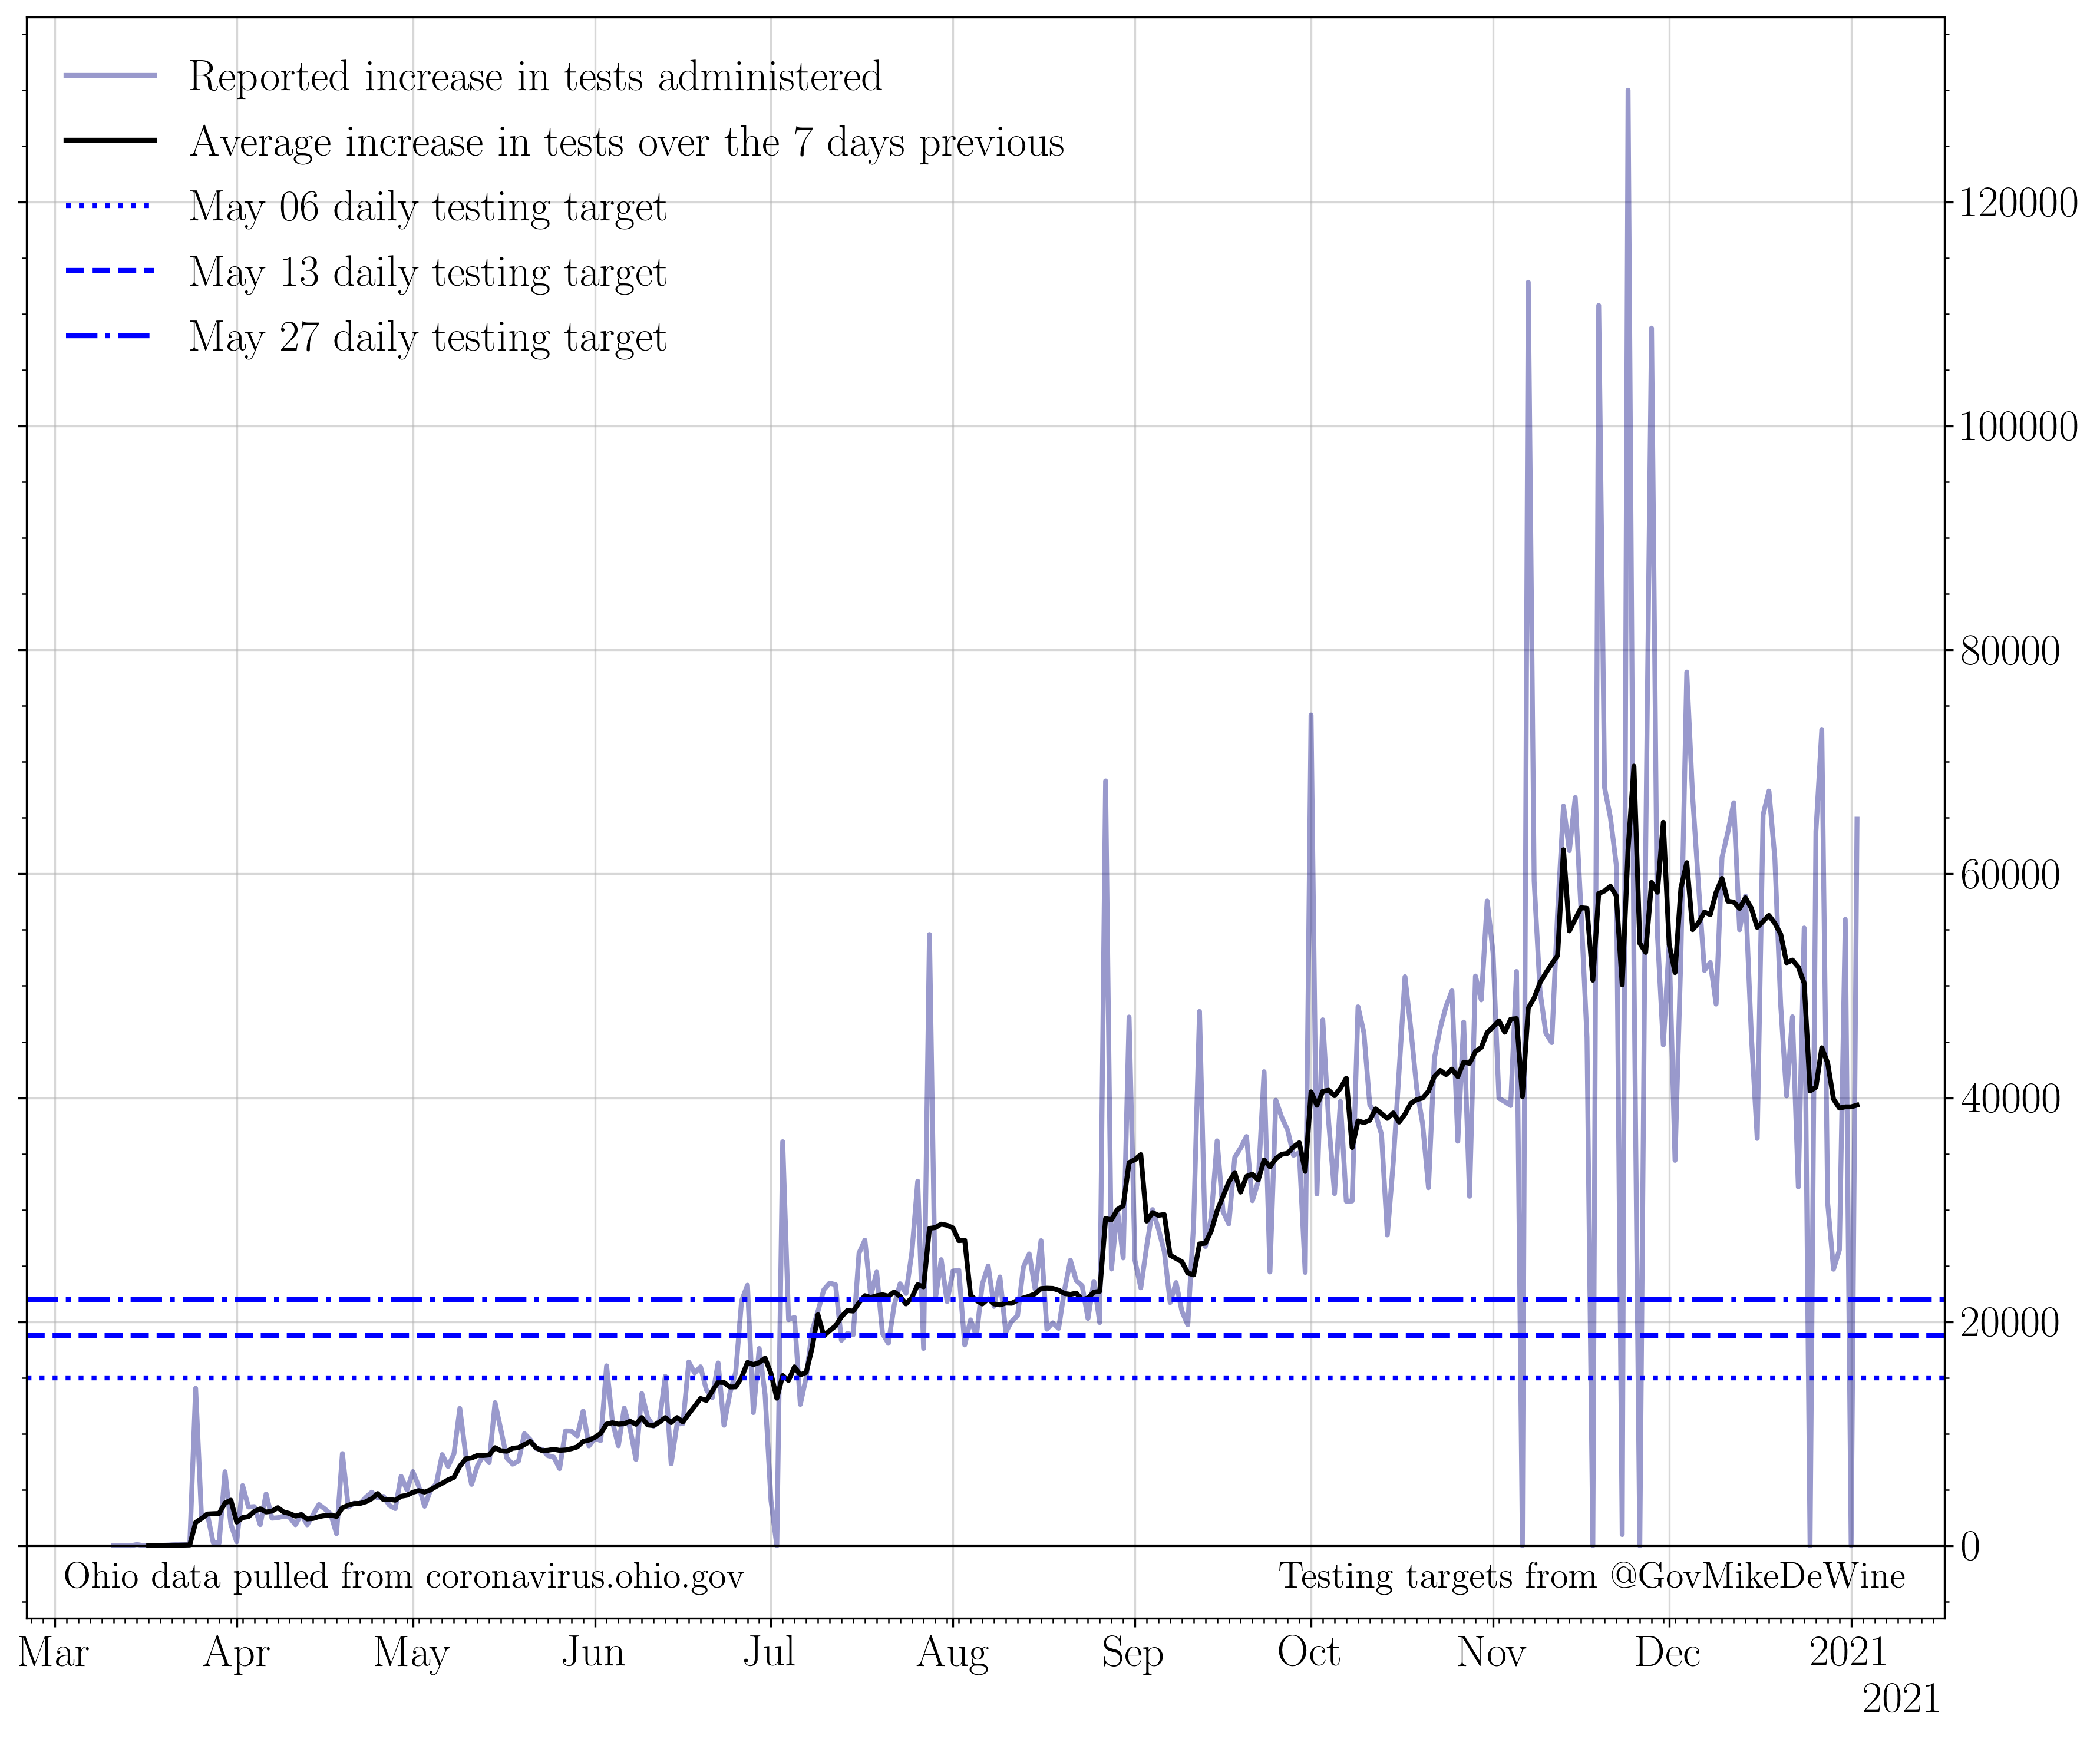 Reported increase in tests administered
Average increase in tests over the 7 days previous
May 06 daily testing target
May 13 daily testing target
May 27 daily testing target
120000
100000
80000
60000
40000
20000
0
Ohio data pulled from coronavirus.ohio.gov
Testing targets from @GovMikeDeWine
Mar Apr May Jun Jul Aug Sep Oct Nov Dec 2021
2021